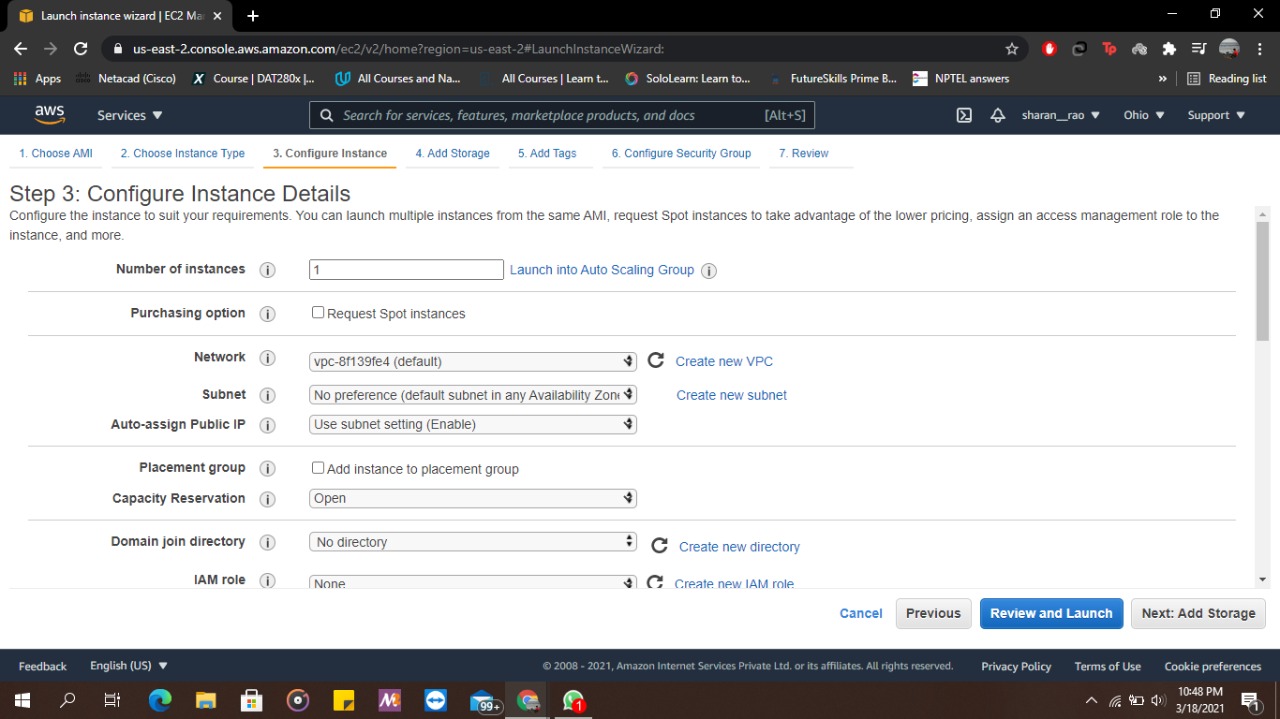 Launch instance wizard | EC2 Ma
us-east-2.console.aws.amazon.com/ec2/v2/home?region=us-east-2#LaunchInstanceWizard:
Apps Netacad (Cisco) Course | DAT280x |... All Courses and Na... All Courses | Learn t... SoloLearn: Learn to... FutureSkills Prime B... NPTEL answers » Reading list
aws Services Search for services, features, marketplace products, and docs [Alt+S] sharan__rao Ohio Support
1. Choose AMI 2. Choose Instance Type 3. Configure Instance 4. Add Storage 5. Add Tags 6. Configure Security Group 7. Review
Step 3: Configure Instance Details
Configure the instance to suit your requirements. You can launch multiple instances from the same AMI, request Spot instances to take advantage of the lower pricing, assign an access management role to the
instance, and more.
Number of instances 1 Launch into Auto Scaling Group
Purchasing option Request Spot instances
Network vpc-8f139fe4 (default) Create new VPC
Subnet No preference (default subnet in any Availability Zon Create new subnet
Auto-assign Public IP Use subnet setting (Enable)
Placement group Add instance to placement group
Capacity Reservation Open
Domain join directory No directory Create new directory
IAM role None Create new IAM role
Cancel Previous Review and Launch Next: Add Storage
Feedback English (US) © 2008 - 2021, Amazon Internet Services Private Ltd. or its affiliates. All rights reserved. Privacy Policy Terms of Use Cookie preferences
99+ 1 10:48 PM 1
3/18/2021